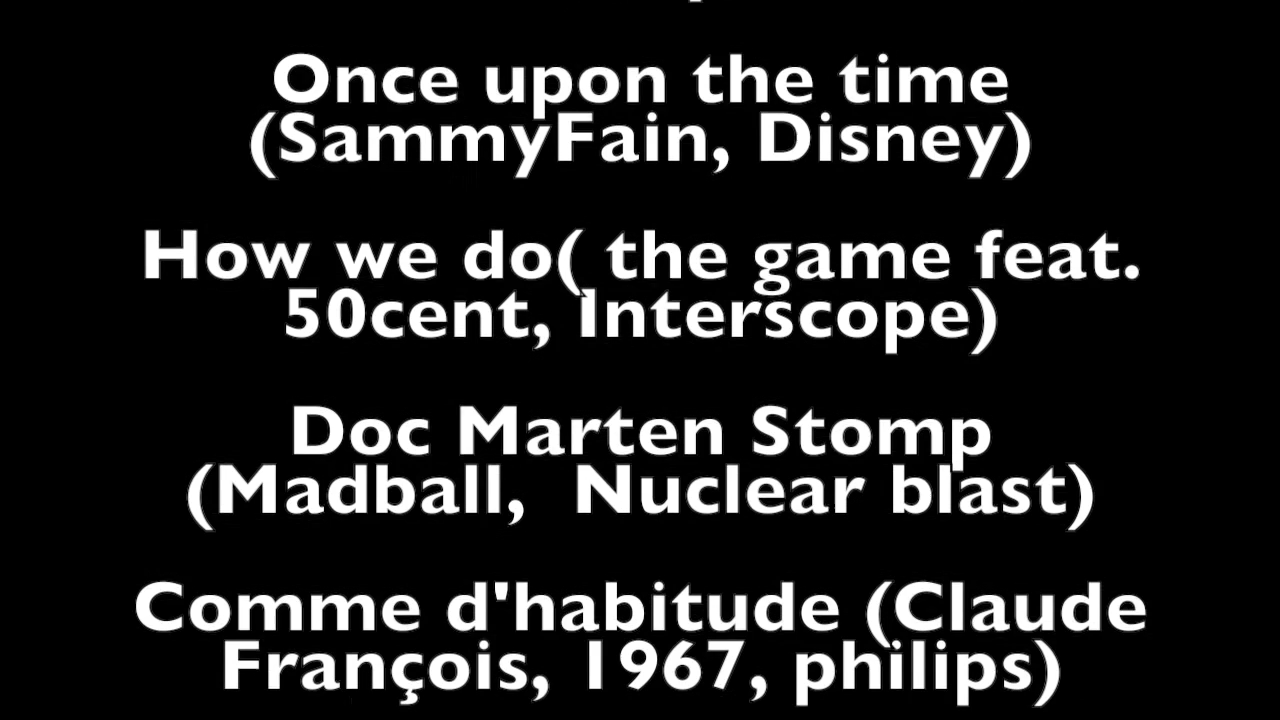 Once upon the time
(SammyFain, Disney)
How we do( the game feat.
50cent, Interscope)
Doc Marten Stomp
(Madball,  Nuclear blast)
Comme d'habitude (Claude
François, 1967, philips)